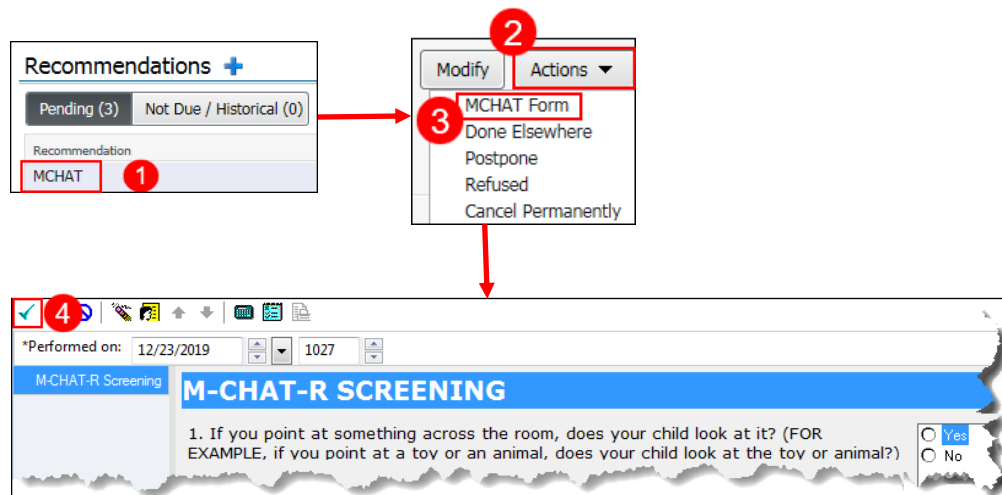 Recommendations
Pending (3) Not Due / Historical (0)
Recommendation
MCHAT
1
2
Modify Actions
3
MCHAT Form
Done Elsewhere
Postpone
Refused
Cancel Permanently
4
*Performed on: 12/23/2019 1027
M-CHAT-R Screening
M-CHAT-R SCREENING
1. If you point at something across the room, does your child look at it? (FOR
EXAMPLE, if you point at a toy or an animal, does your child look at the toy or animal?)
Yes
No